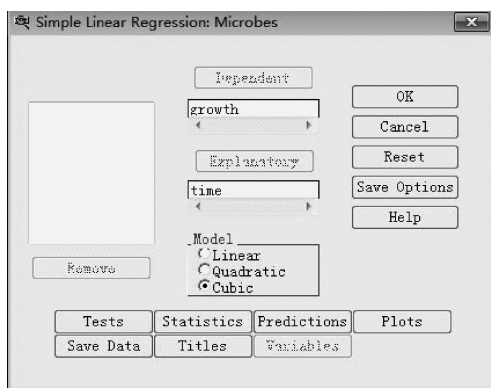 Simple Linear Regression: Microbes
Dependent
growth
Explanatory
time
Model
Linear
Quadratic
Cubic
Remove
OK
Cancel
Reset
Save Options
Help
Tests Statistics Predictions Plots
Save Data Titles Variables